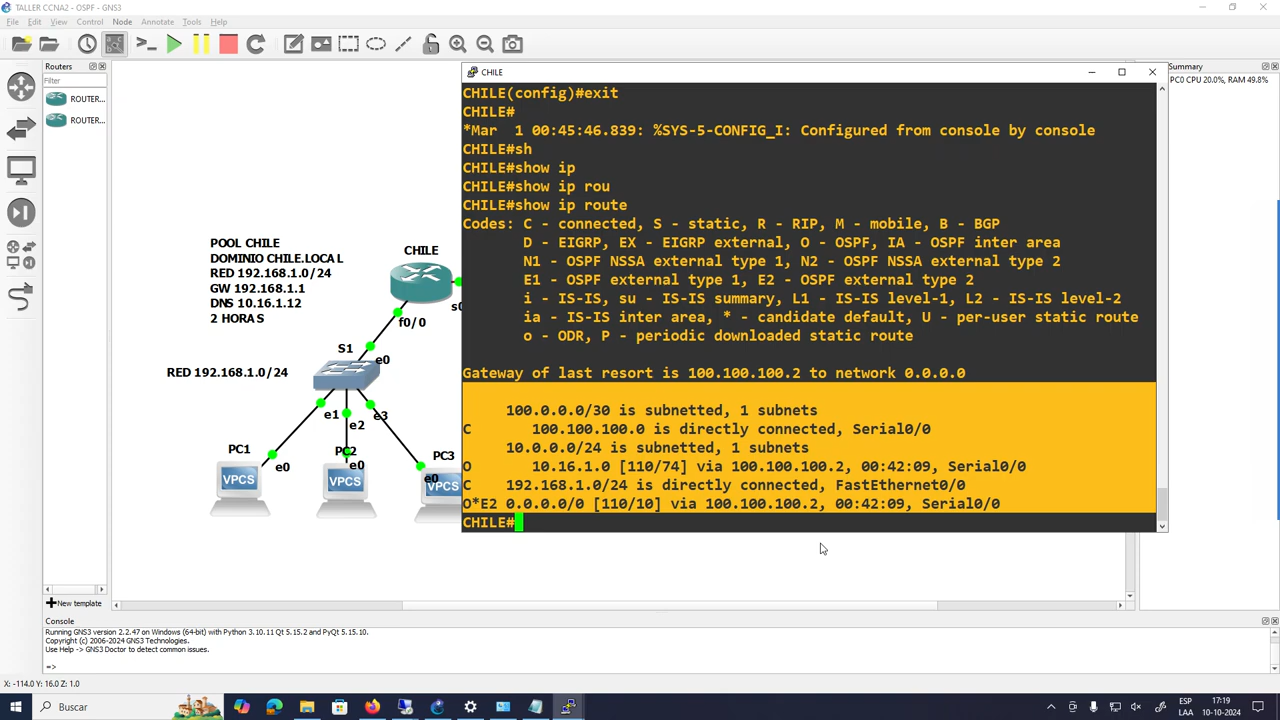 TALLER CCNA2 - OSPF - GNS3
File Edit View Control Node Annotate Tools Help
Routers
Filter
ROUTER...
ROUTER...
New template
POOL CHILE
DOMINIO CHILE.LOCAL
RED 192.168.1.0/24
GW 192.168.1.1
DNS 10.16.1.12
2 HORAS
RED 192.168.1.0/24
CHILE
s0
f0/0
S1
e0
e1
e2
e3
PC1
e0
VPCS
PC2
e0
VPCS
PC3
e0
VPCS
CHILE
CHILE(config)#exit
CHILE#
*Mar  1 00:45:46.839: %SYS-5-CONFIG_I: Configured from console by console
CHILE#sh
CHILE#show ip
CHILE#show ip rou
CHILE#show ip route
Codes: C - connected, S - static, R - RIP, M - mobile, B - BGP
D - EIGRP, EX - EIGRP external, O - OSPF, IA - OSPF inter area
N1 - OSPF NSSA external type 1, N2 - OSPF NSSA external type 2
E1 - OSPF external type 1, E2 - OSPF external type 2
i - IS-IS, su - IS-IS summary, L1 - IS-IS level-1, L2 - IS-IS level-2
ia - IS-IS inter area, * - candidate default, U - per-user static route
o - ODR, P - periodic downloaded static route
Gateway of last resort is 100.100.100.2 to network 0.0.0.0
100.0.0.0/30 is subnetted, 1 subnets
C 100.100.100.0 is directly connected, Serial0/0
10.0.0.0/24 is subnetted, 1 subnets
O 10.16.1.0 [110/74] via 100.100.100.2, 00:42:09, Serial0/0
C 192.168.1.0/24 is directly connected, FastEthernet0/0
O*E2 0.0.0.0/0 [110/10] via 100.100.100.2, 00:42:09, Serial0/0
CHILE#
Summary
PC0 CPU 20.0%, RAM 49.8%
Console
Running GNS3 version 2.2.47 on Windows (64-bit) with Python 3.10.11 Qt 5.15.2 and PyQt 5.15.10.
Copyright (c) 2006-2024 GNS3 Technologies.
Use Help -> GNS3 Doctor to detect common issues.
=>
X: -114.0 Y: 16.0 Z: 1.0
Buscar
ESP
LAA
17:19
10-10-2024